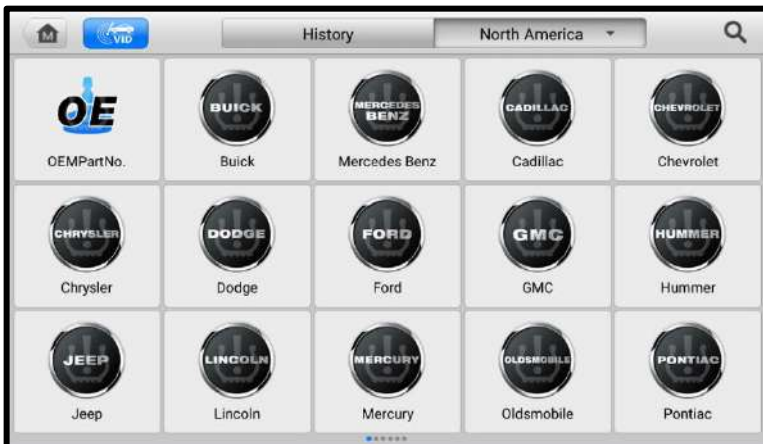 M
VID
History
North America
OE
OEMPartNo.
BUICK
Buick
MERCEDES
BENZ
Mercedes Benz
CADILLAC
Cadillac
CHEVROLET
Chevrolet
CHRYSLER
Chrysler
DODGE
Dodge
FORD
Ford
GMC
GMC
HUMMER
Hummer
JEEP
Jeep
LINCOLN
Lincoln
MERCURY
Mercury
OLDSMOBILE
Oldsmobile
PONTIAC
Pontiac